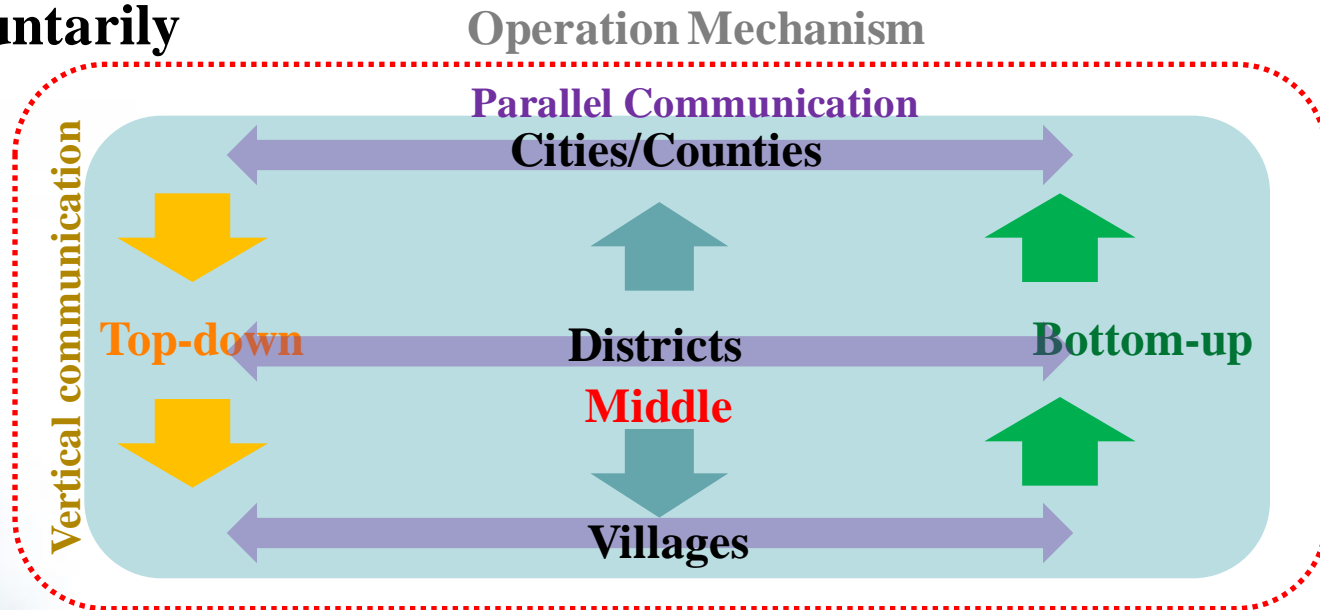 untarily
Operation Mechanism
Parallel Communication
Cities/Counties
Vertical communication
Top-down
Districts
Bottom-up
Middle
Villages